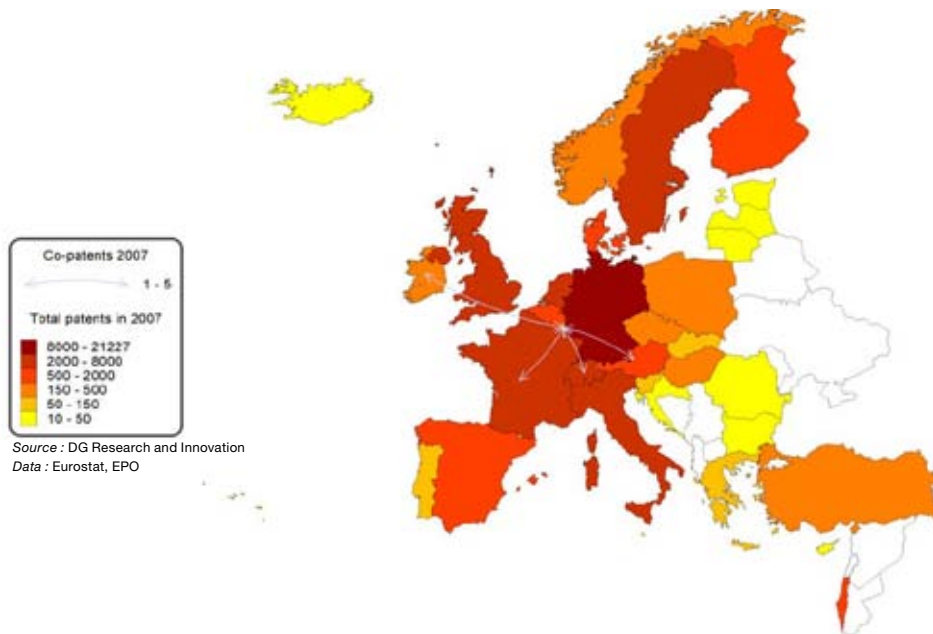 Co-patents 2007
1 - 5
Total patents in 2007
8000 - 21227
2000 - 8000
500 - 2000
150 - 500
50 - 150
10 - 50
Source : DG Research and Innovation
Data : Eurostat, EPO